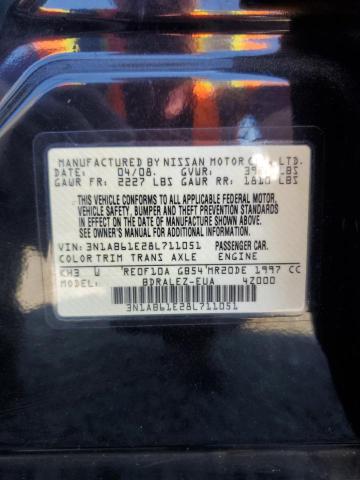 MANUFACTURED BY NISSAN MOTOR LTD.
DATE: 04/08. GVWR: LBS
GAWR FR: 2227 LBS GAWR RR: 1810 LBS
THIS VEHICLE CONFORMS TO ALL APPLICABLE FEDERAL MOTOR
VEHICLE SAFETY, BUMPER AND THEFT PREVENTION STANDARDS
IN EFFECT ON THE DATE OF MANUFACTURE SHOWN ABOVE.
SEE OWNER'S MANUAL FOR ADDITIONAL INFORMATION.
VIN: 3N1AB61E28L711051 PASSENGER CAR.
COLOR TRIM TRANS AXLE ENGINE
KH3 W RE0F10A GB54 MR20DE 1997 CC
MODEL: BDRALEZ-EUA 4Z000
3N1AB61E28L711051